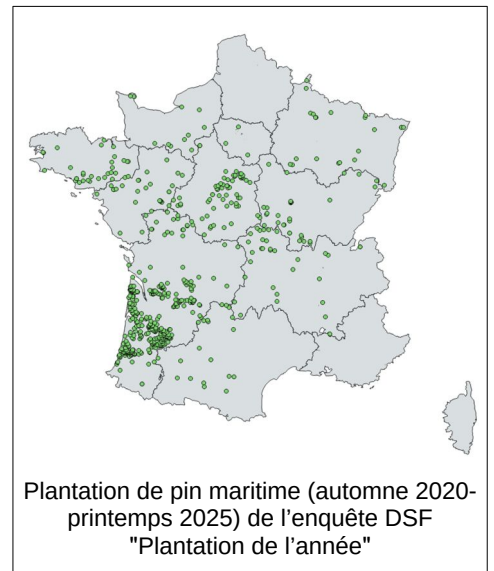 Plantation de pin maritime (automne 2020-
printemps 2025) de l’enquête DSF
"Plantation de l’année"